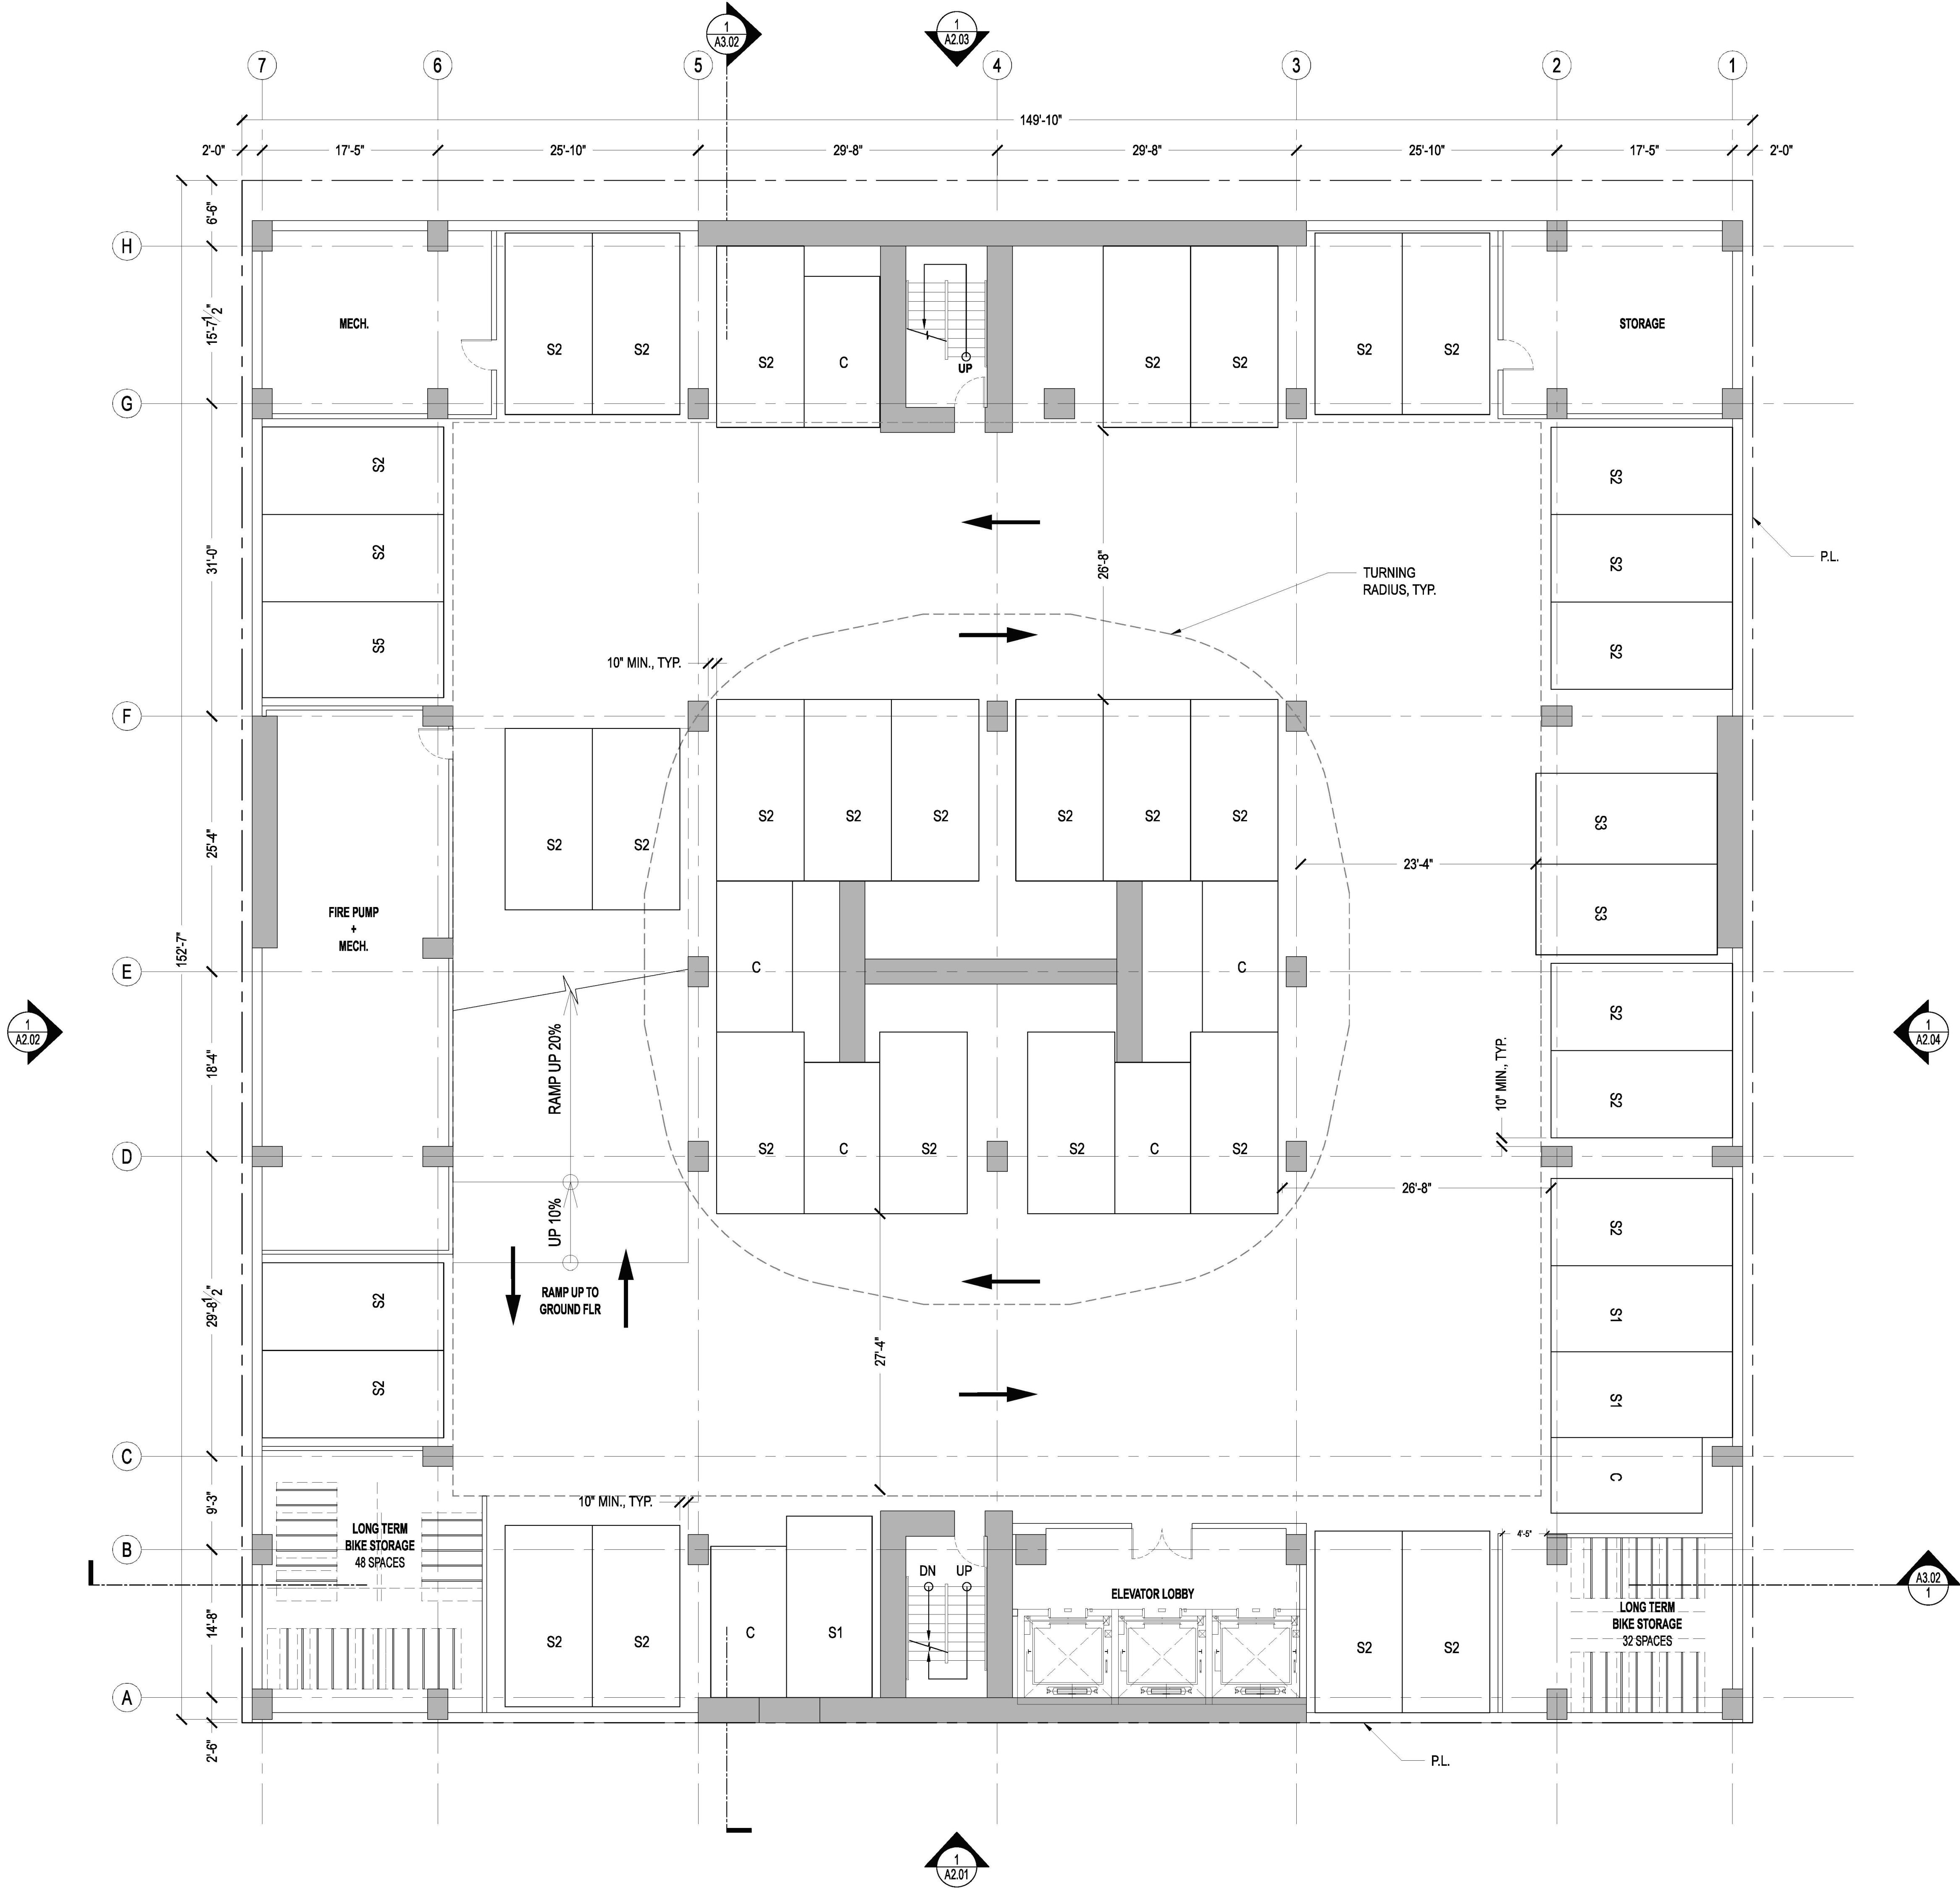 1
A3.02
1
A2.03
7
6
5
4
3
2
1
149'-10"
2'-0"
17'-5"
25'-10"
29'-8"
29'-8"
25'-10"
17'-5"
2'-0"
6'-6"
H
15'-7 1/2"
MECH.
S2
S2
S2
C
UP
S2
S2
S2
S2
STORAGE
G
S2
S2
S5
31'-0"
26'-8"
TURNING
RADIUS, TYP.
S2
S2
S2
P.L.
10" MIN., TYP.
F
25'-4"
152'-7"
FIRE PUMP
+
MECH.
S2
S2
S2
S2
S2
S2
S2
S2
23'-4"
S3
S3
E
C
C
1
A2.02
18'-4"
RAMP UP 20%
S2
S2
10" MIN., TYP.
1
A2.04
D
S2
C
S2
S2
C
S2
26'-8"
UP 10%
RAMP UP TO
GROUND FLR
29'-8 1/2"
S2
S2
27'-4"
S2
S1
S1
C
C
9'-3"
10" MIN., TYP.
LONG TERM
BIKE STORAGE
48 SPACES
B
4'-5"
14'-8"
DN
UP
ELEVATOR LOBBY
S2
S2
C
S1
S2
S2
LONG TERM
BIKE STORAGE
32 SPACES
A3.02
1
A
2'-6"
P.L.
1
A2.01